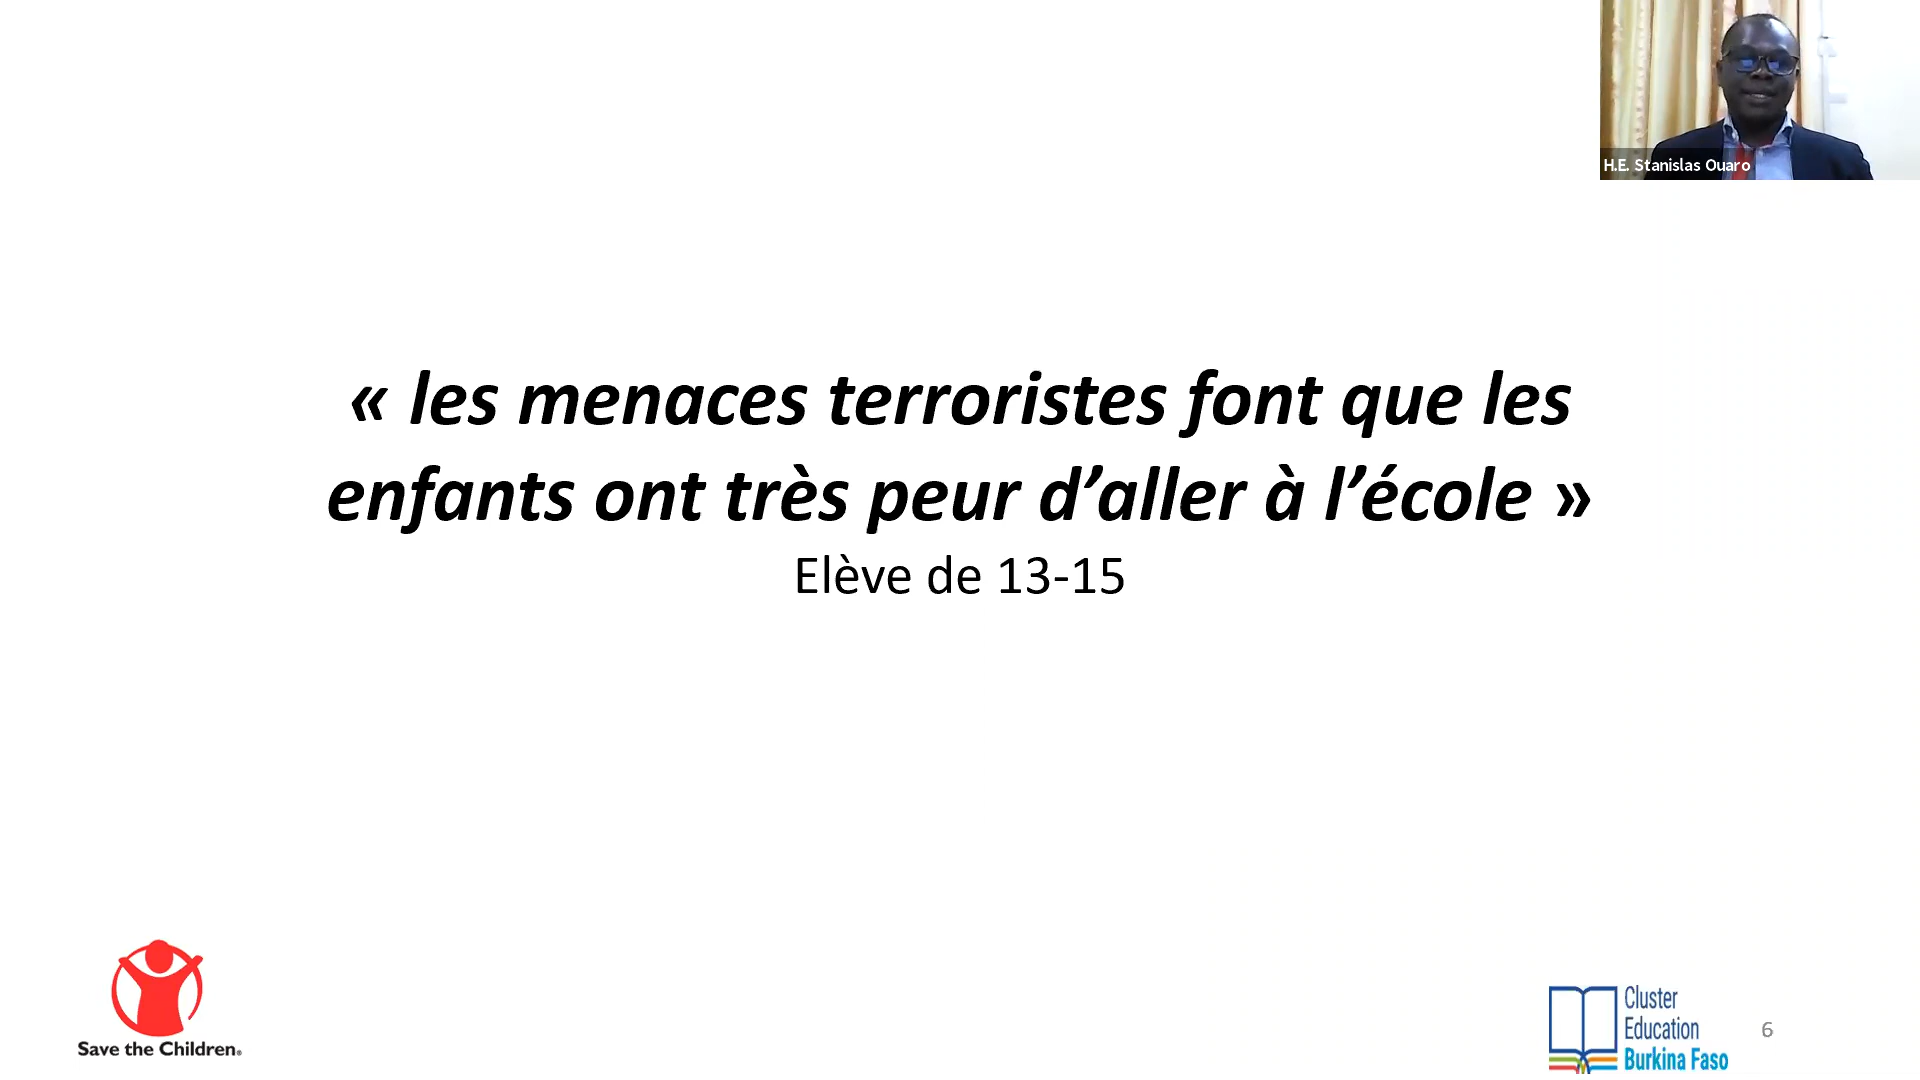 H.E. Stanislas Ouaro
« les menaces terroristes font que les
enfants ont très peur d’aller à l’école »
Elève de 13-15
Save the Children®
Cluster
Education
Burkina Faso
6